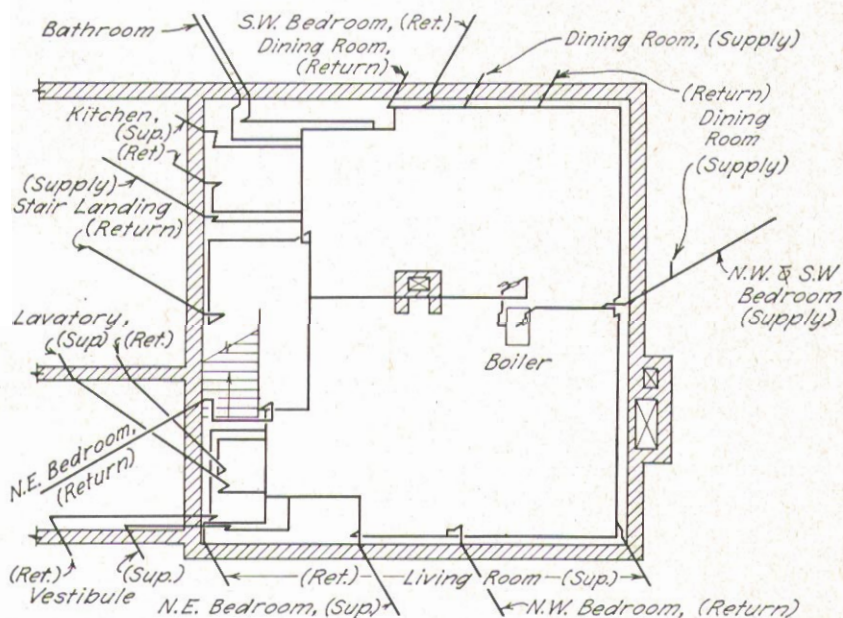 Bathroom
S.W. Bedroom, (Ret.)
Dining Room,
(Return)
Dining Room, (Supply)
(Return)
Dining
Room
(Supply)
Kitchen,
(Sup.)
(Ret)
(Supply)
Stair Landing
(Return)
N.W. & S.W
Bedroom
(Supply)
Lavatory,
(Sup.) & (Ret.)
Boiler
N.E. Bedroom,
(Return)
(Ret.)
(Sup.)
Vestibule
(Ret.) Living Room (Sup.)
N.E. Bedroom, (Sup.)
N.W. Bedroom, (Return)